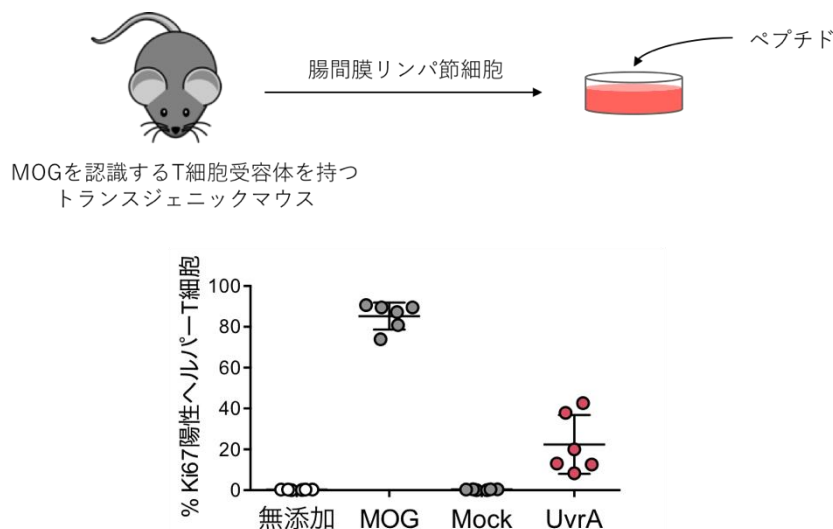 ペプチド
腸間膜リンパ節細胞
MOGを認識するT細胞受容体を持つ
トランスジェニックマウス
% Ki67陽性ヘルパーT細胞
100
80
60
40
20
0
無添加 MOG Mock UvrA